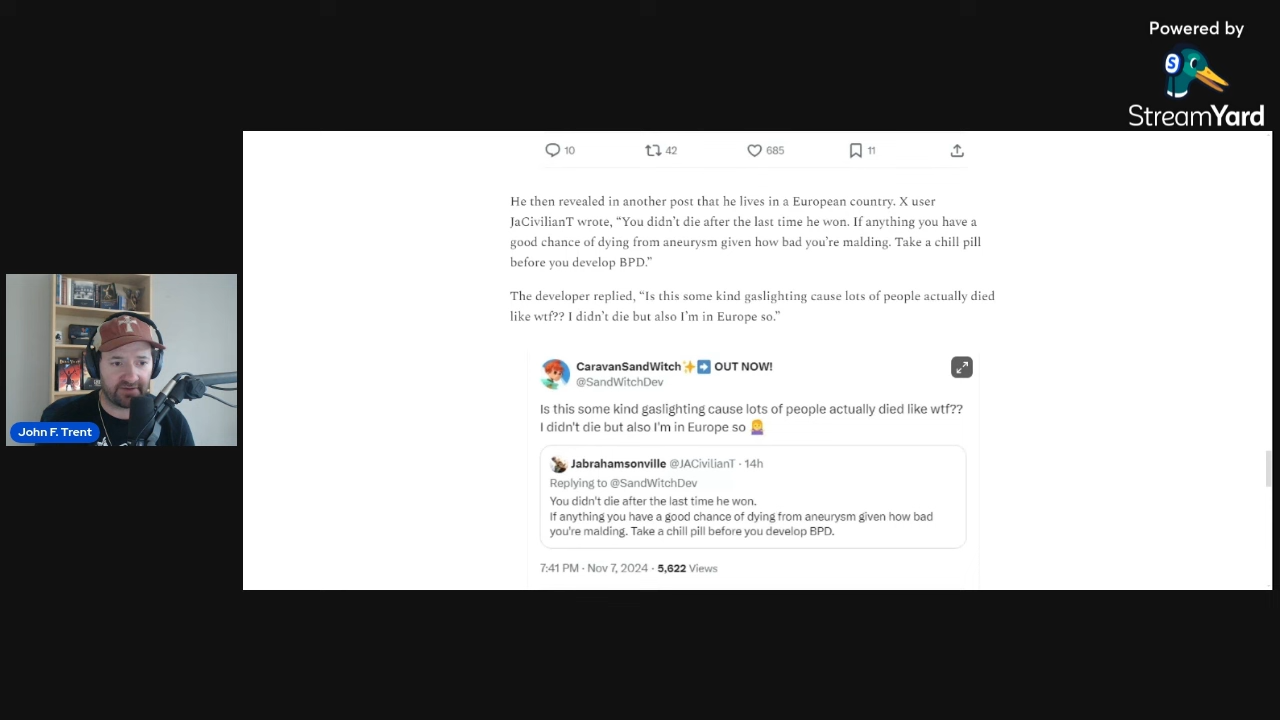 Powered by
S
StreamYard
10
42
685
11
He then revealed in another post that he lives in a European country. X user
JaCivilianT wrote, “You didn’t die after the last time he won. If anything you have a
good chance of dying from aneurysm given how bad you’re malding. Take a chill pill
before you develop BPD.”
The developer replied, “Is this some kind gaslighting cause lots of people actually died
like wtf?? I didn’t die but also I’m in Europe so.”
CaravanSandWitch✨➡️ OUT NOW!
@SandWitchDev
Is this some kind gaslighting cause lots of people actually died like wtf??
I didn't die but also I'm in Europe so 🤷‍♀️
Jabrahamsonville @JACivilianT · 14h
Replying to @SandWitchDev
You didn't die after the last time he won.
If anything you have a good chance of dying from aneurysm given how bad
you're malding. Take a chill pill before you develop BPD.
7:41 PM · Nov 7, 2024 · 5,622 Views
John F. Trent